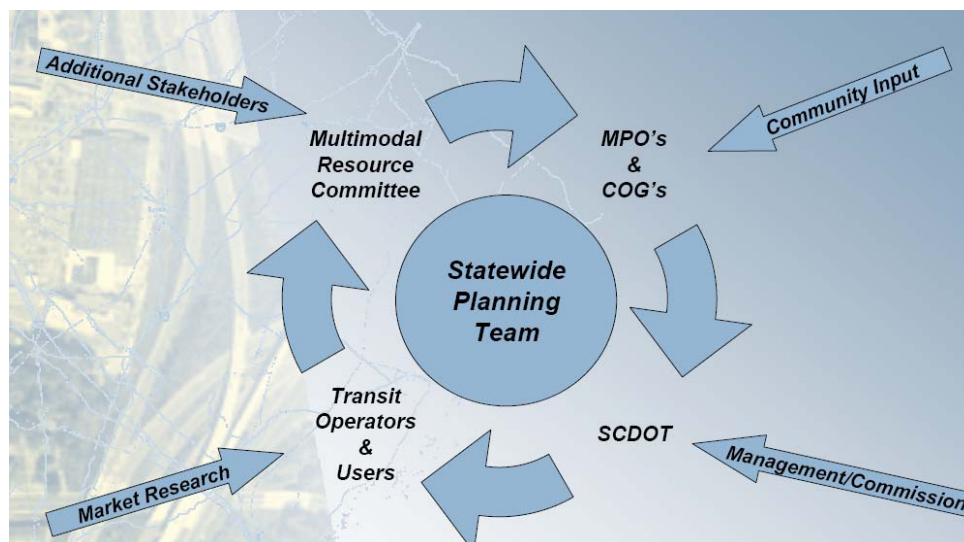 Additional Stakeholders
Community Input
Multimodal
Resource
Committee
MPO's
&
COG's
Statewide
Planning
Team
Transit
Operators
&
Users
SCDOT
Market Research
Management/Commission